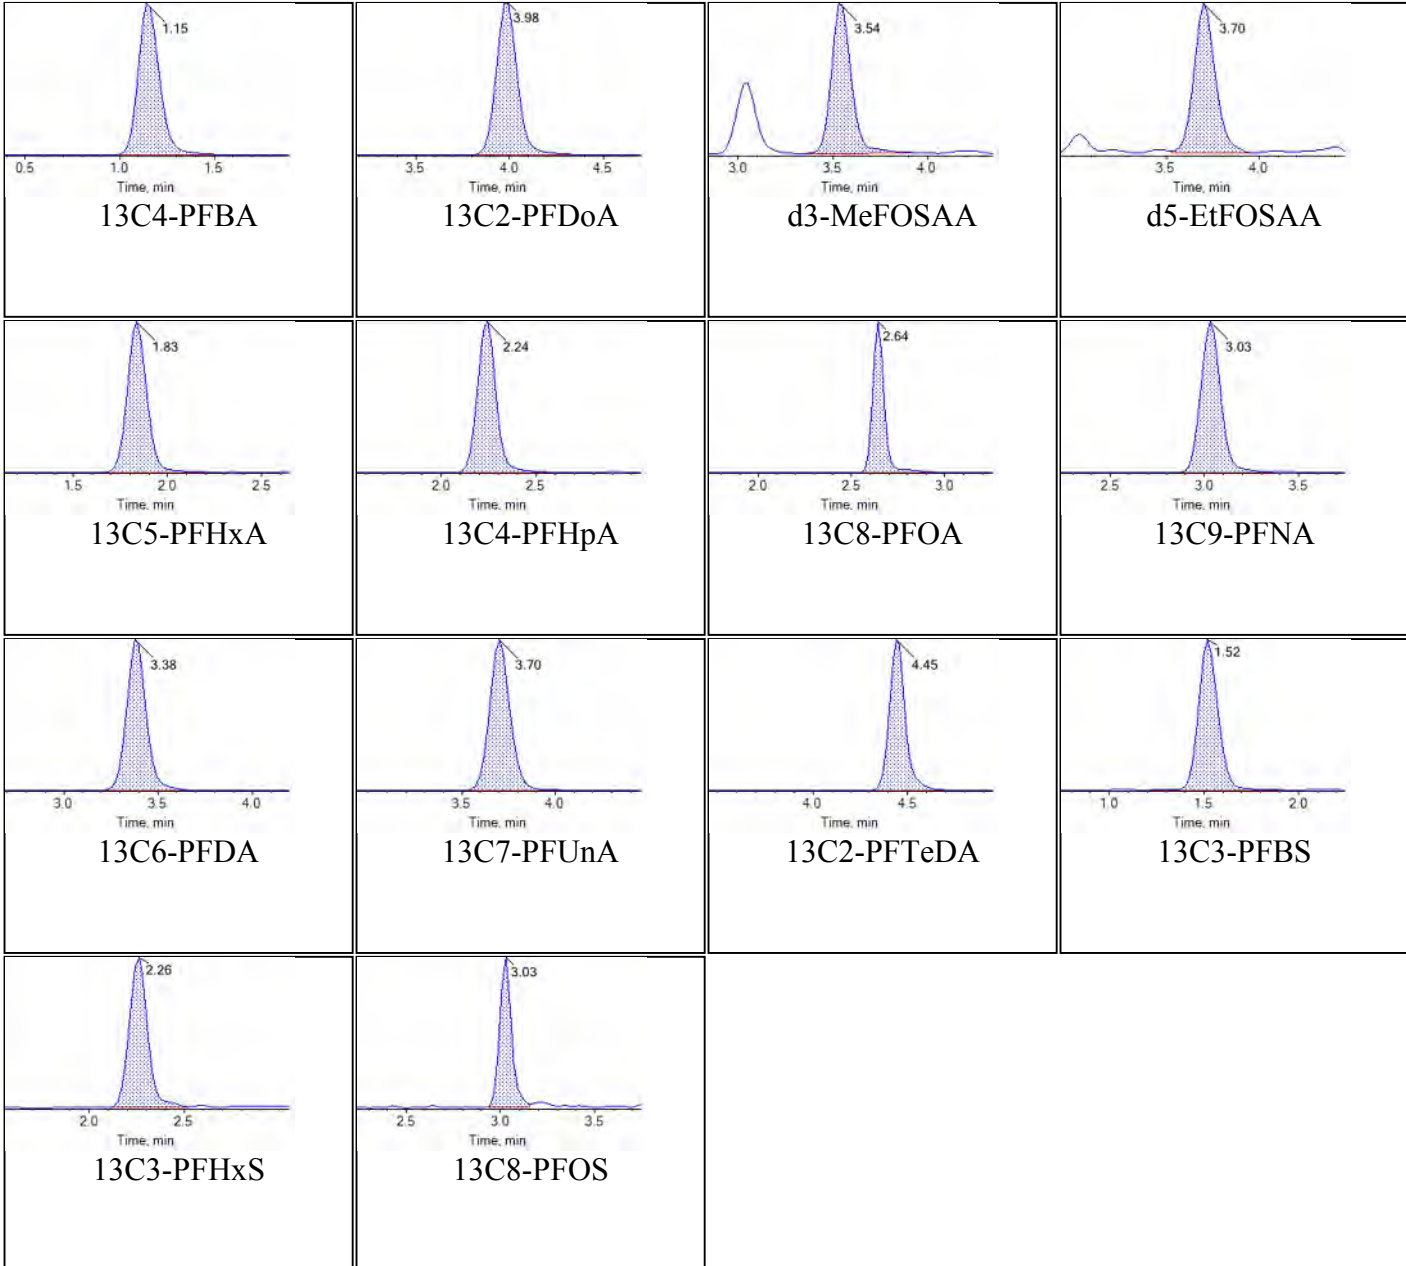 1.15
0.5 1.0 1.5
Time, min
13C4-PFBA
3.98
3.5 4.0 4.5
Time, min
13C2-PFDoA
3.54
3.0 3.5 4.0
Time, min
d3-MeFOSAA
3.70
3.5 4.0
Time, min
d5-EtFOSAA
1.83
1.5 2.0 2.5
Time, min
13C5-PFHxA
2.24
2.0 2.5
Time, min
13C4-PFHpA
2.64
2.0 2.5 3.0
Time, min
13C8-PFOA
3.03
2.5 3.0 3.5
Time, min
13C9-PFNA
3.38
3.0 3.5 4.0
Time, min
13C6-PFDA
3.70
3.5 4.0
Time, min
13C7-PFUnA
4.45
4.0 4.5
Time, min
13C2-PFTeDA
1.52
1.0 1.5 2.0
Time, min
13C3-PFBS
2.26
2.0 2.5
Time, min
13C3-PFHxS
3.03
2.5 3.0 3.5
Time, min
13C8-PFOS